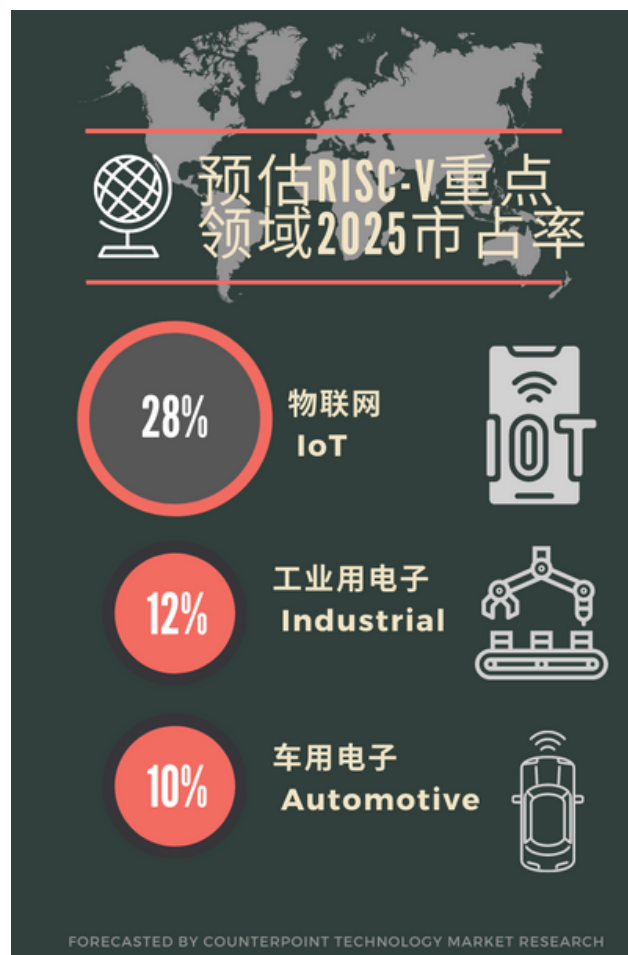 预估RISC-V重点
领域2025市占率
28%
物联网
IoT
IOT
12%
工业用电子
Industrial
10%
车用电子
Automotive
FORECASTED BY COUNTERPOINT TECHNOLOGY MARKET RESEARCH